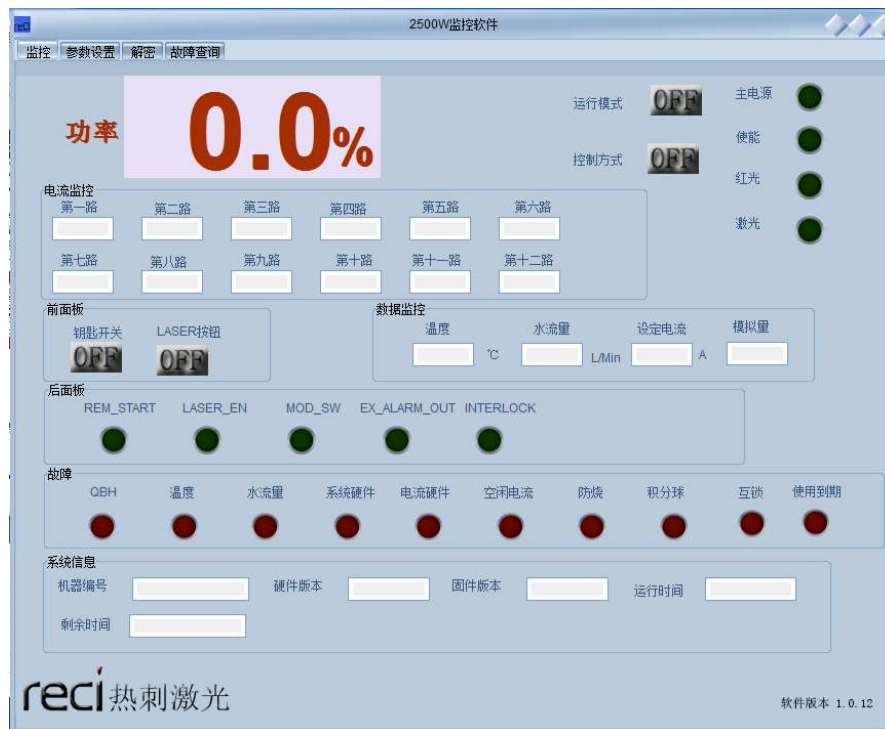 reci
2500W监控软件
监控 参数设置 解密 故障查询
功率 0.0%
运行模式 OFF
控制方式 OFF
主电源
使能
红光
激光
电流监控
第一路 第二路 第三路 第四路 第五路 第六路
第七路 第八路 第九路 第十路 第十一路 第十二路
前面板
钥匙开关 LASER按钮
OFF OFF
数据监控
温度 水流量 设定电流 模拟量
℃ L/Min A
后面板
REM_START LASER_EN MOD_SW EX_ALARM_OUT INTERLOCK
故障
QBH 温度 水流量 系统硬件 电流硬件 空闲电流 防烧 积分球 互锁 使用到期
系统信息
机器编号 硬件版本 固件版本 运行时间
剩余时间
reci热刺激光
软件版本 1.0.12